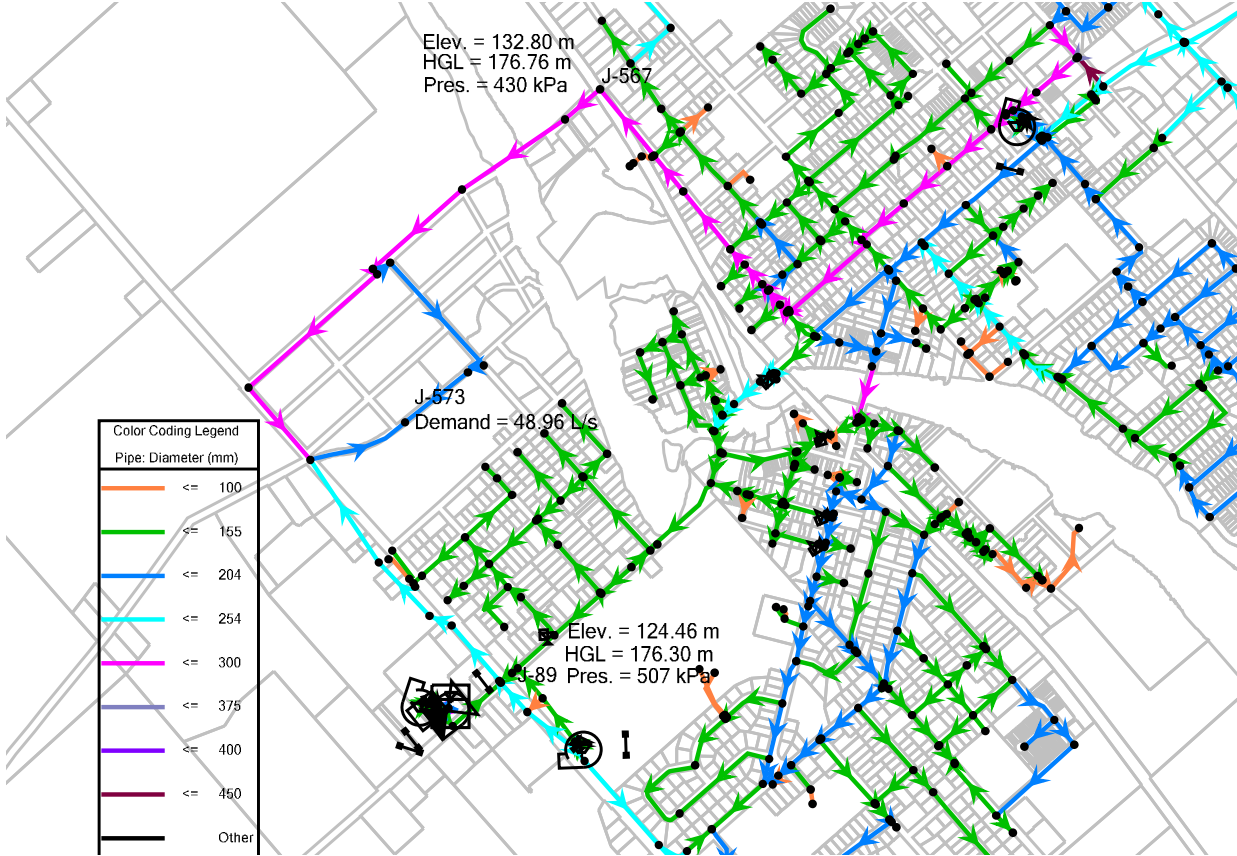 Elev. = 132.80 m
HGL = 176.76 m
Pres. = 430 kPa
J-567
J-573
Demand = 48.96 L/s
Color Coding Legend
Pipe: Diameter (mm)
<= 100
<= 155
<= 204
<= 254
<= 300
<= 375
<= 400
<= 450
Other
Elev. = 124.46 m
HGL = 176.30 m
J-89
Pres. = 507 kPa